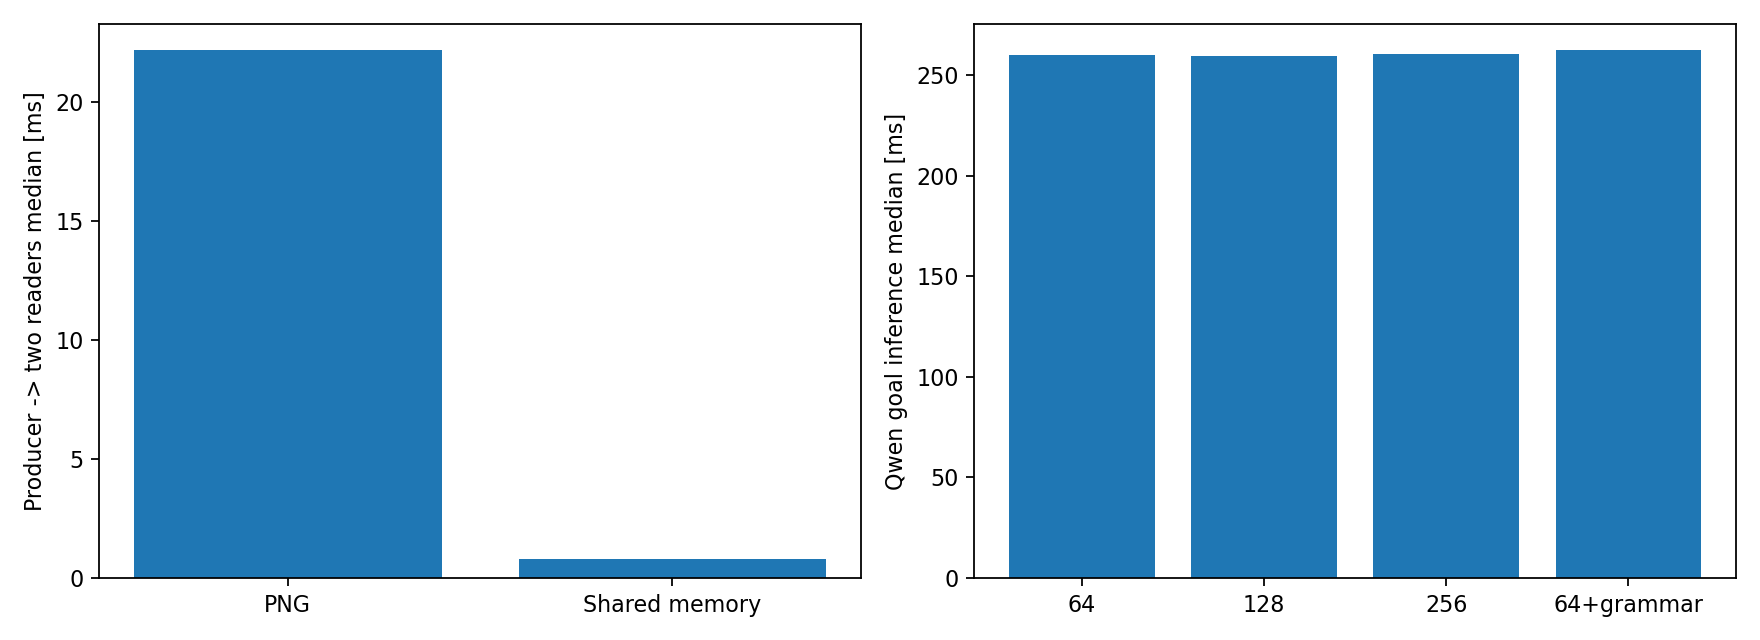 Producer -> two readers median [ms]
20
15
10
5
0
PNG
Shared memory
Qwen goal inference median [ms]
250
200
150
100
50
0
64
128
256
64+grammar